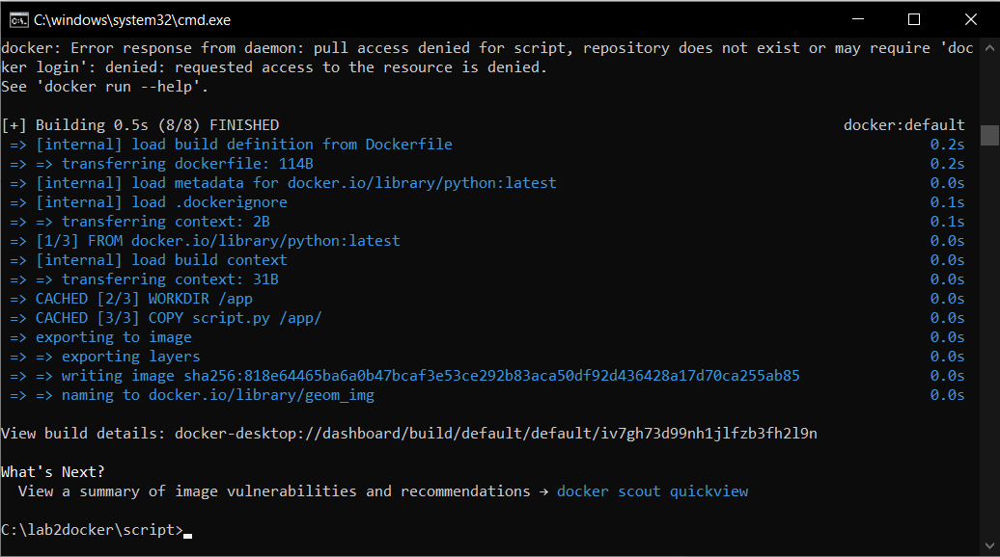 C:\windows\system32\cmd.exe
docker: Error response from daemon: pull access denied for script, repository does not exist or may require 'doc
ker login': denied: requested access to the resource is denied.
See 'docker run --help'.
[+] Building 0.5s (8/8) FINISHED docker:default
=> [internal] load build definition from Dockerfile 0.2s
=> => transferring dockerfile: 114B 0.2s
=> [internal] load metadata for docker.io/library/python:latest 0.0s
=> [internal] load .dockerignore 0.1s
=> => transferring context: 2B 0.1s
=> [1/3] FROM docker.io/library/python:latest 0.0s
=> [internal] load build context 0.0s
=> => transferring context: 31B 0.0s
=> CACHED [2/3] WORKDIR /app 0.0s
=> CACHED [3/3] COPY script.py /app/ 0.0s
=> exporting to image 0.0s
=> => exporting layers 0.0s
=> => writing image sha256:818e64465ba6a0b47bcaf3e53ce292b83aca50df92d436428a17d70ca255ab85 0.0s
=> => naming to docker.io/library/geom_img 0.0s
View build details: docker-desktop://dashboard/build/default/default/iv7gh73d99nh1jlfzb3fh2l9n
What's Next?
View a summary of image vulnerabilities and recommendations → docker scout quickview
C:\lab2docker\script>